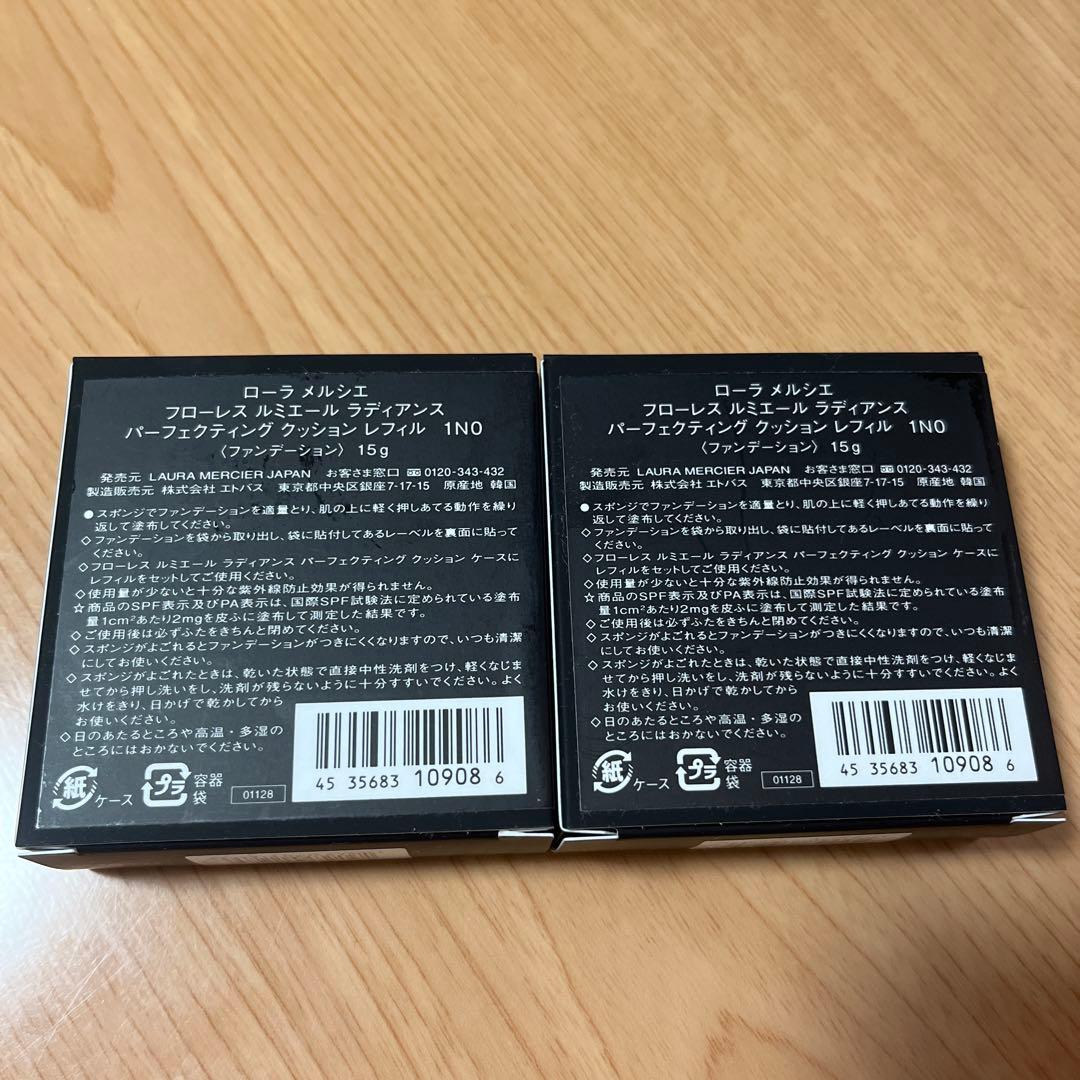 ローラ メルシエ
フローレス ルミエール ラディアンス
パーフェクティング クッション レフィル 1N0
〈ファンデーション〉 15g
発売元 LAURA MERCIER JAPAN お客さま窓口 0120-343-432
製造販売元 株式会社 エトバス 東京都中央区銀座7-17-15 原産地 韓国
●スポンジでファンデーションを適量とり、肌の上に軽く押しあてる動作を繰り
返して塗布してください。
◇ファンデーションを袋から取り出し、袋に貼付してあるレーベルを裏面に貼って
ください。
◇フローレス ルミエール ラディアンス パーフェクティング クッション ケースに
レフィルをセットしてご使用ください。
◇使用量が少ないと十分な紫外線防止効果が得られません。
☆商品のSPF表示及びPA表示は、国際SPF試験法に定められている塗布
量1cm²あたり2mgを皮ふに塗布して測定した結果です。
◇ご使用後は必ずふたをきちんと閉めてください。
◇スポンジがよごれるとファンデーションがつきにくくなりますので、いつも清潔
にしてお使いください。
◇スポンジがよごれたときは、乾いた状態で直接中性洗剤をつけ、軽くなじま
せてから押し洗いをし、洗剤が残らないように十分すすいでください。よく
水けをきり、日かげで乾かしてから
お使いください。
◇日のあたるところや高温・多湿の
ところにはおかないでください。
紙 ケース プラ 容器
袋
01128
4535683109086
ローラ メルシエ
フローレス ルミエール ラディアンス
パーフェクティング クッション レフィル 1N0
〈ファンデーション〉 15g
発売元 LAURA MERCIER JAPAN お客さま窓口 0120-343-432
製造販売元 株式会社 エトバス 東京都中央区銀座7-17-15 原産地 韓国
●スポンジでファンデーションを適量とり、肌の上に軽く押しあてる動作を繰り
返して塗布してください。
◇ファンデーションを袋から取り出し、袋に貼付してあるレーベルを裏面に貼って
ください。
◇フローレス ルミエール ラディアンス パーフェクティング クッション ケースに
レフィルをセットしてご使用ください。
◇使用量が少ないと十分な紫外線防止効果が得られません。
☆商品のSPF表示及びPA表示は、国際SPF試験法に定められている塗布
量1cm²あたり2mgを皮ふに塗布して測定した結果です。
◇ご使用後は必ずふたをきちんと閉めてください。
◇スポンジがよごれるとファンデーションがつきにくくなりますので、いつも清潔
にしてお使いください。
◇スポンジがよごれたときは、乾いた状態で直接中性洗剤をつけ、軽くなじま
せてから押し洗いをし、洗剤が残らないように十分すすいでください。よく
水けをきり、日かげで乾かしてから
お使いください。
◇日のあたるところや高温・多湿の
ところにはおかないでください。
紙 ケース プラ 容器
袋
01128
4535683109086